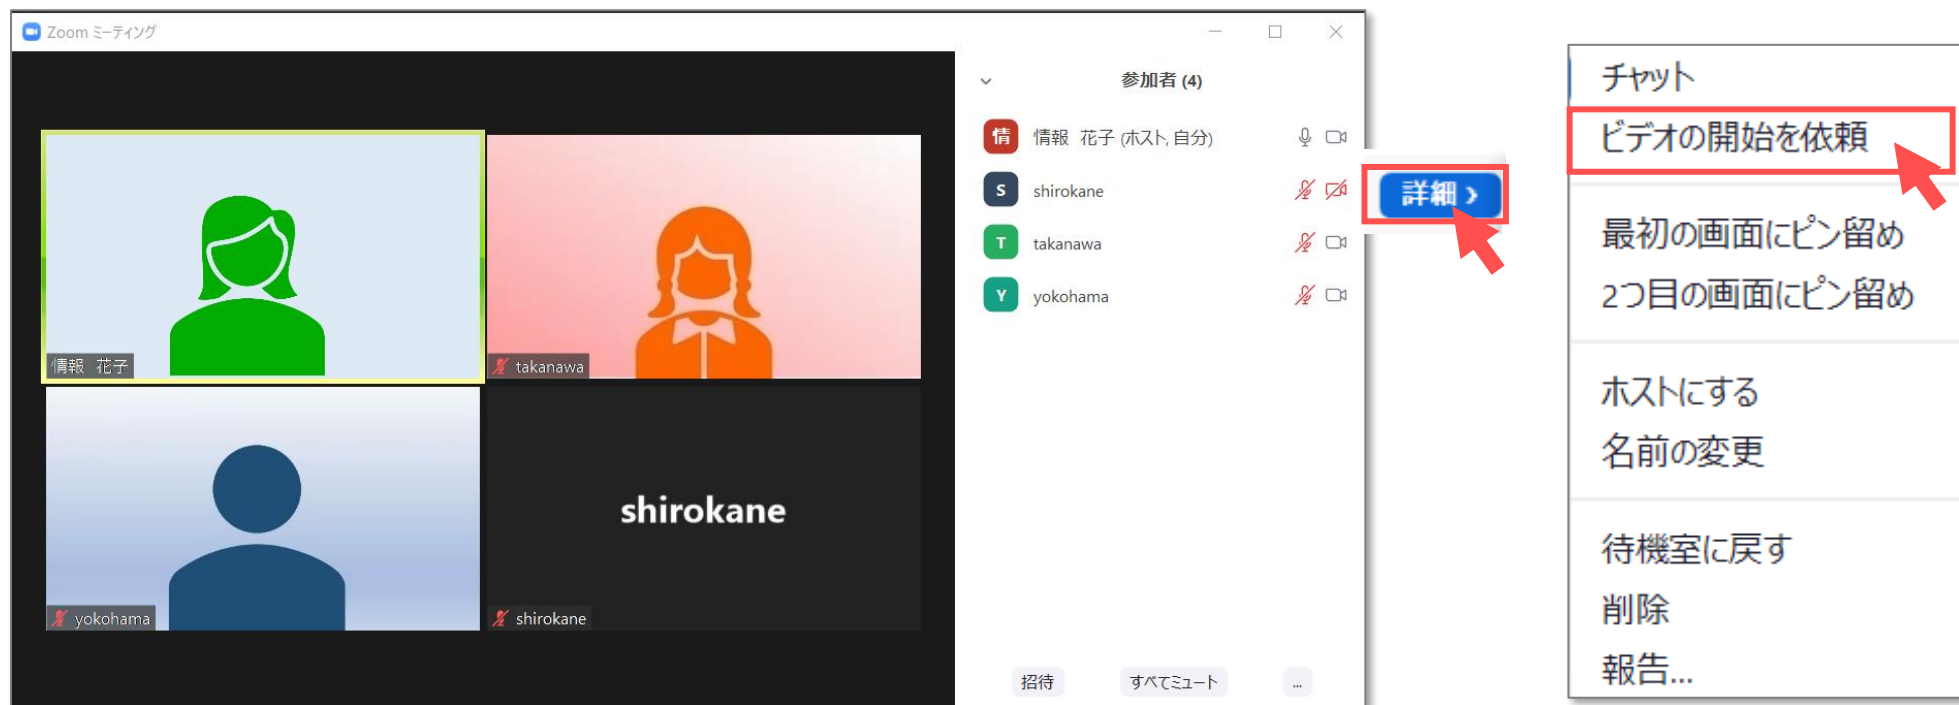 Zoom ミーティング
情報 花子
takanawa
shirokane
yokohama
shirokane
参加者 (4)
情 情報 花子 (ホスト, 自分)
S shirokane
T takanawa
Y yokohama
招待 すべてミュート ...
詳細 ›
チャット
ビデオの開始を依頼
最初の画面にピン留め
2つ目の画面にピン留め
ホストにする
名前の変更
待機室に戻す
削除
報告...